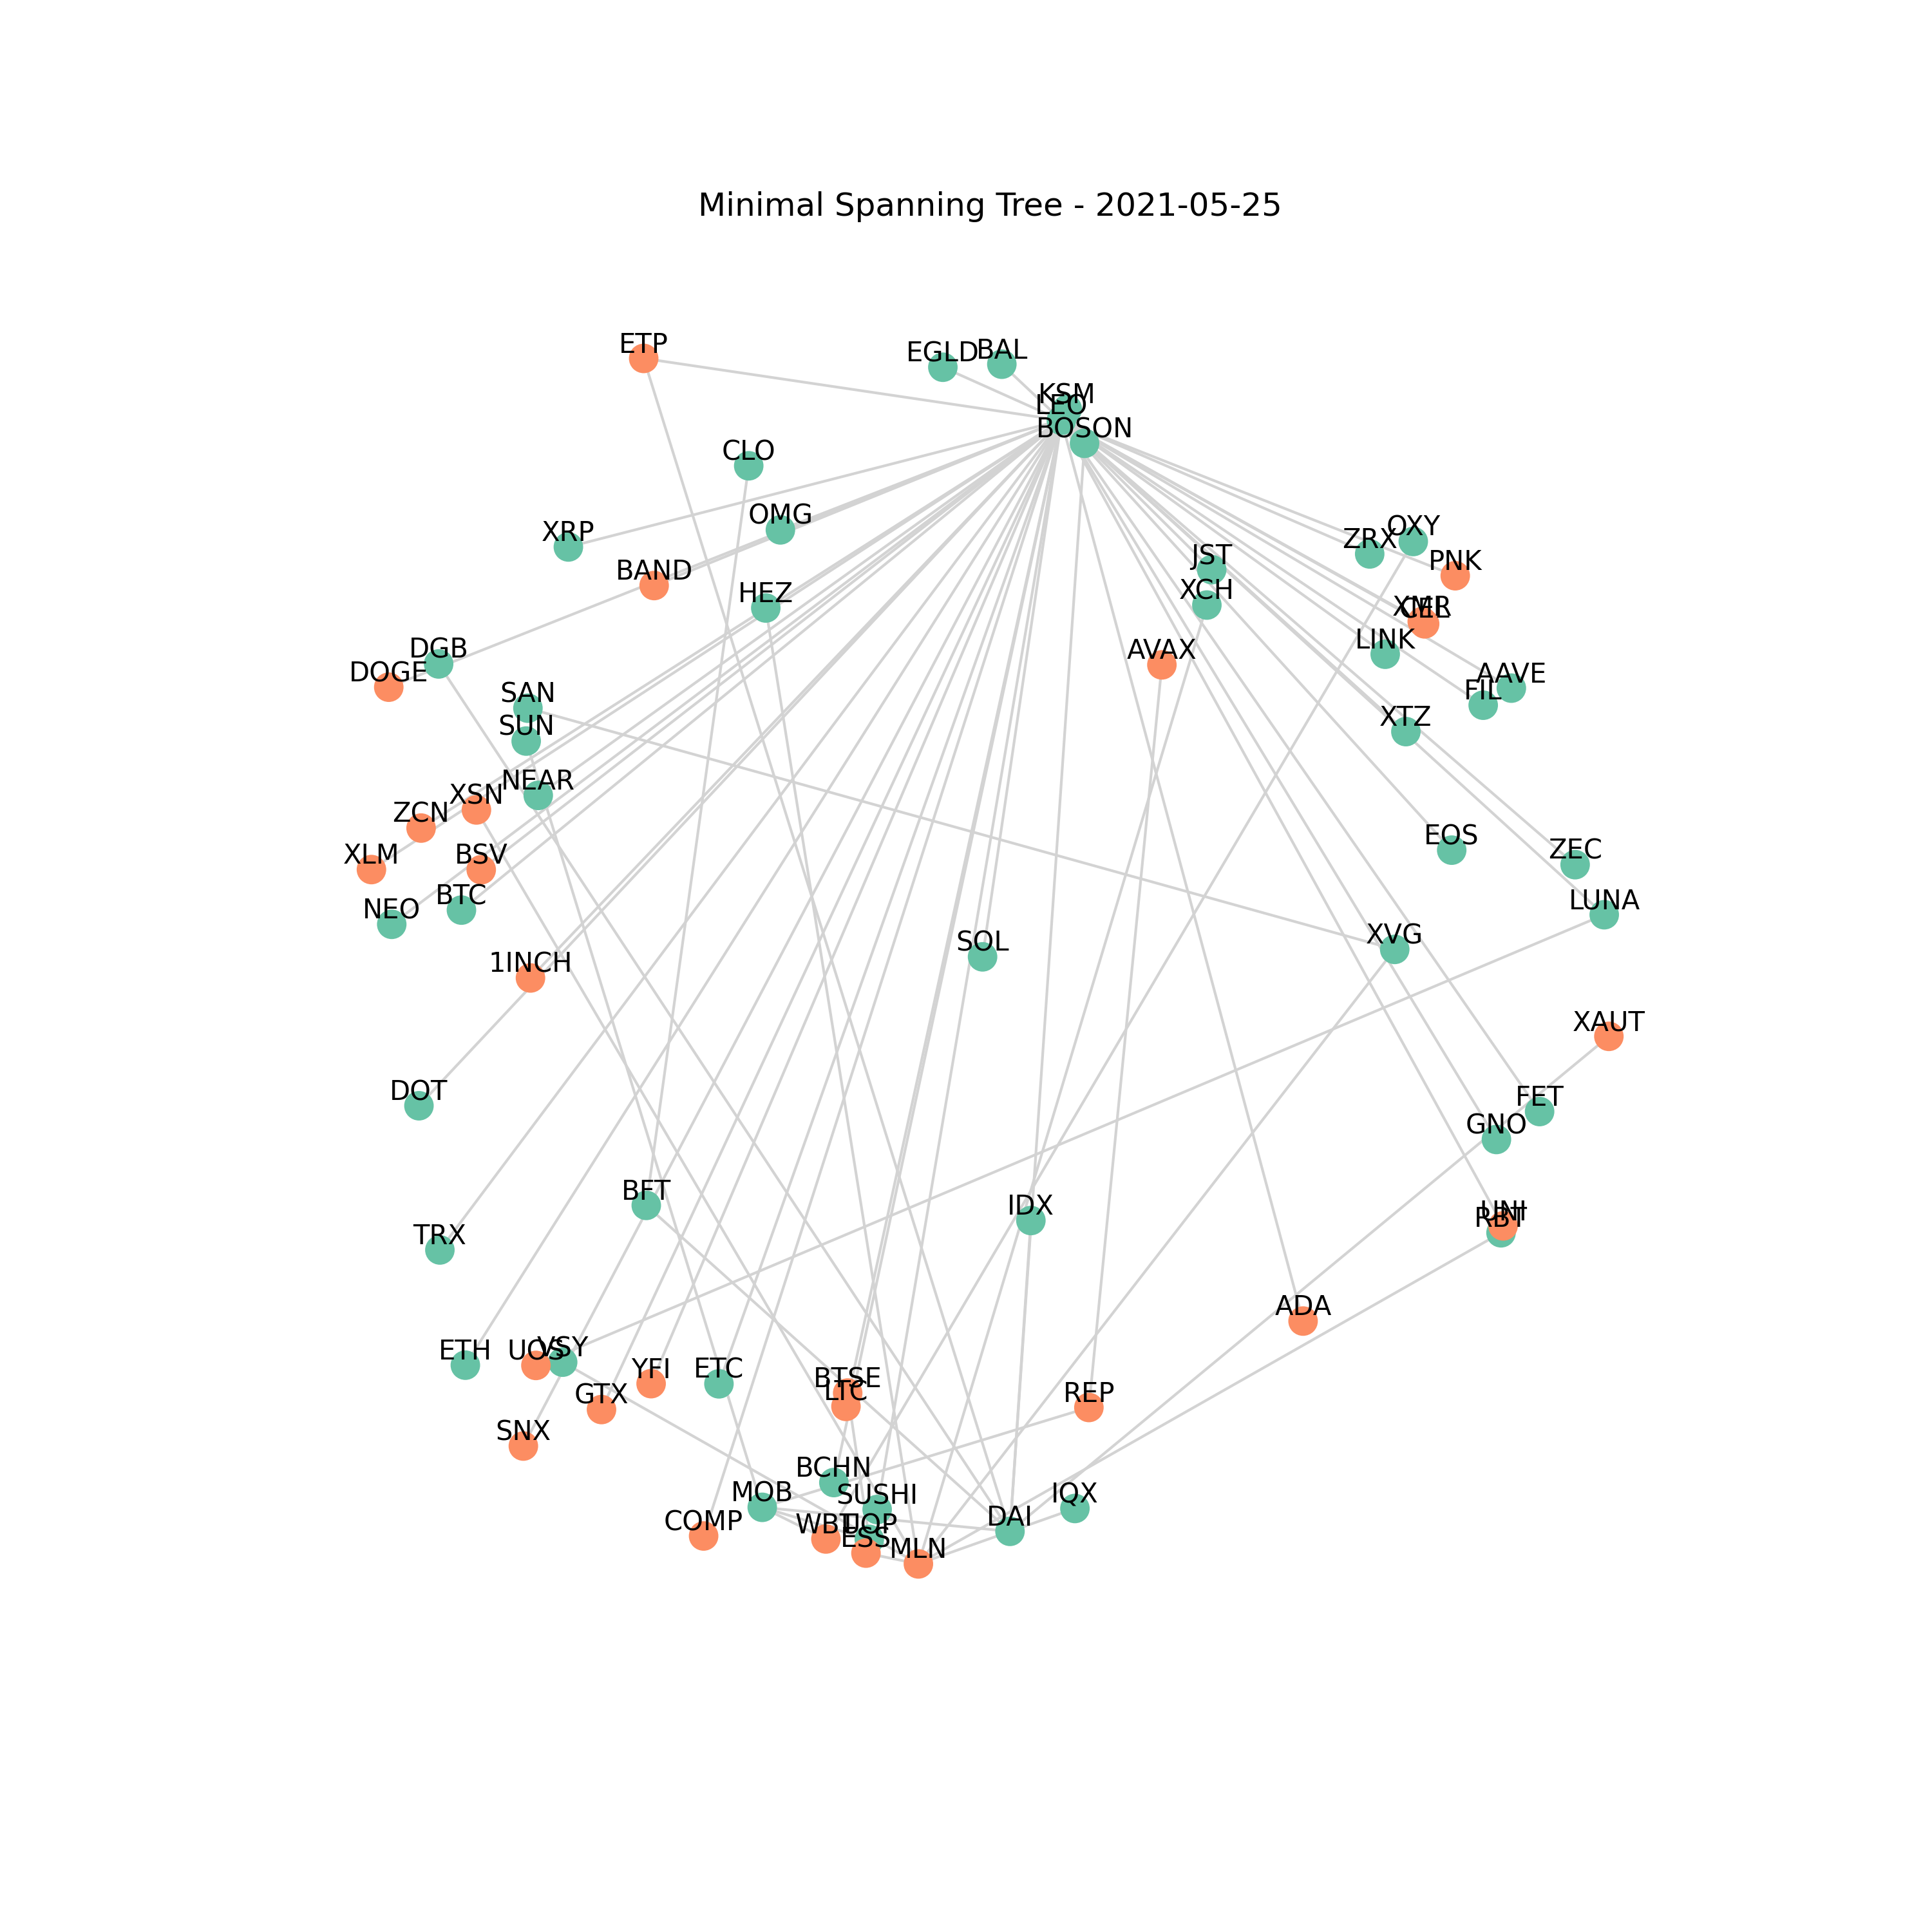 Minimal Spanning Tree - 2021-05-25
ETP
EGLD
BAL
KSM
LEO
BOSON
CLO
OMG
XRP
BAND
HEZ
JST
XCH
ZRX
OXY
PNK
XMR
CEL
LINK
AVAX
AAVE
FIL
XTZ
DGB
DOGE
SAN
SUN
NEAR
XSN
ZCN
XLM
BSV
BTC
NEO
EOS
ZEC
LUNA
1INCH
SOL
XVG
XAUT
DOT
FET
GNO
BFT
IDX
UNI
RBT
TRX
ADA
ETH
UOS
VSY
YFI
ETC
BTSE
LTC
GTX
REP
SNX
BCHN
MOB
SUSHI
IQX
COMP
WBT
UOP
DAI
ESS
MLN